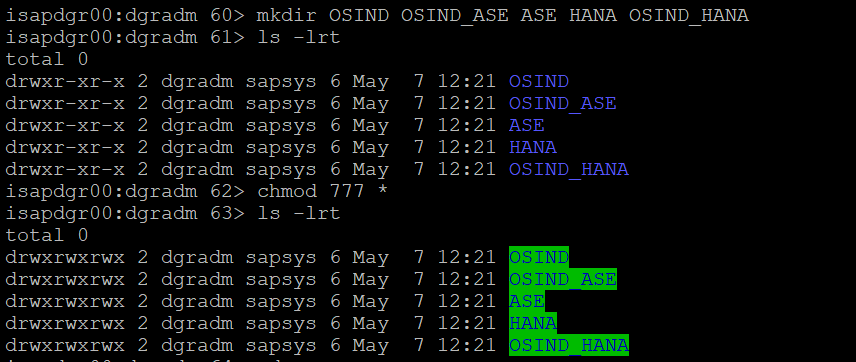 isapdgr00:dgradm 60> mkdir OSIND OSIND_ASE ASE HANA OSIND_HANA
isapdgr00:dgradm 61> ls -lrt
total 0
drwxr-xr-x 2 dgradm sapsys 6 May  7 12:21 OSIND
drwxr-xr-x 2 dgradm sapsys 6 May  7 12:21 OSIND_ASE
drwxr-xr-x 2 dgradm sapsys 6 May  7 12:21 ASE
drwxr-xr-x 2 dgradm sapsys 6 May  7 12:21 HANA
drwxr-xr-x 2 dgradm sapsys 6 May  7 12:21 OSIND_HANA
isapdgr00:dgradm 62> chmod 777 *
isapdgr00:dgradm 63> ls -lrt
total 0
drwxrwxrwx 2 dgradm sapsys 6 May  7 12:21 OSIND
drwxrwxrwx 2 dgradm sapsys 6 May  7 12:21 OSIND_ASE
drwxrwxrwx 2 dgradm sapsys 6 May  7 12:21 ASE
drwxrwxrwx 2 dgradm sapsys 6 May  7 12:21 HANA
drwxrwxrwx 2 dgradm sapsys 6 May  7 12:21 OSIND_HANA